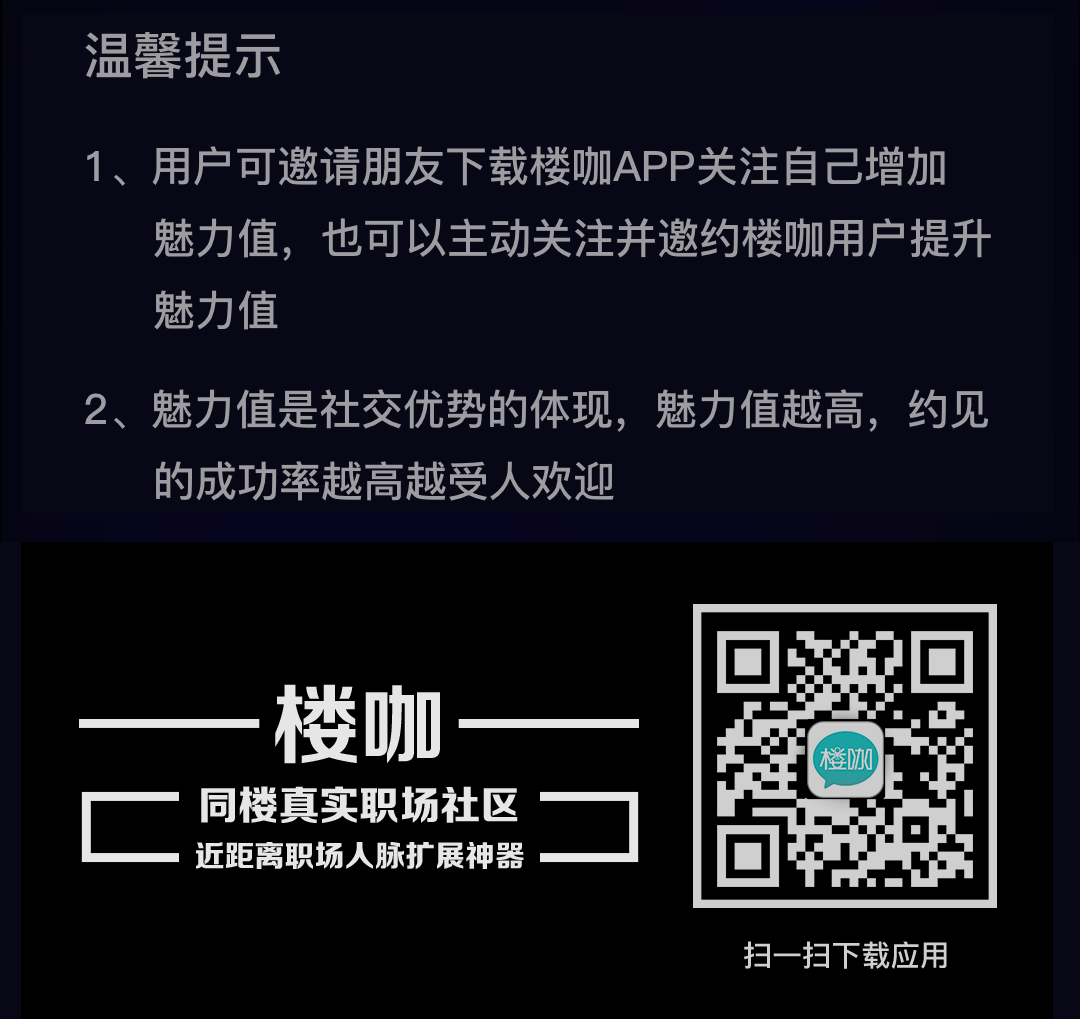 温馨提示
1、用户可邀请朋友下载楼咖APP关注自己增加
魅力值，也可以主动关注并邀约楼咖用户提升
魅力值
2、魅力值是社交优势的体现，魅力值越高，约见
的成功率越高越受人欢迎
楼咖
同楼真实职场社区
近距离职场人脉扩展神器
楼咖
扫一扫下载应用